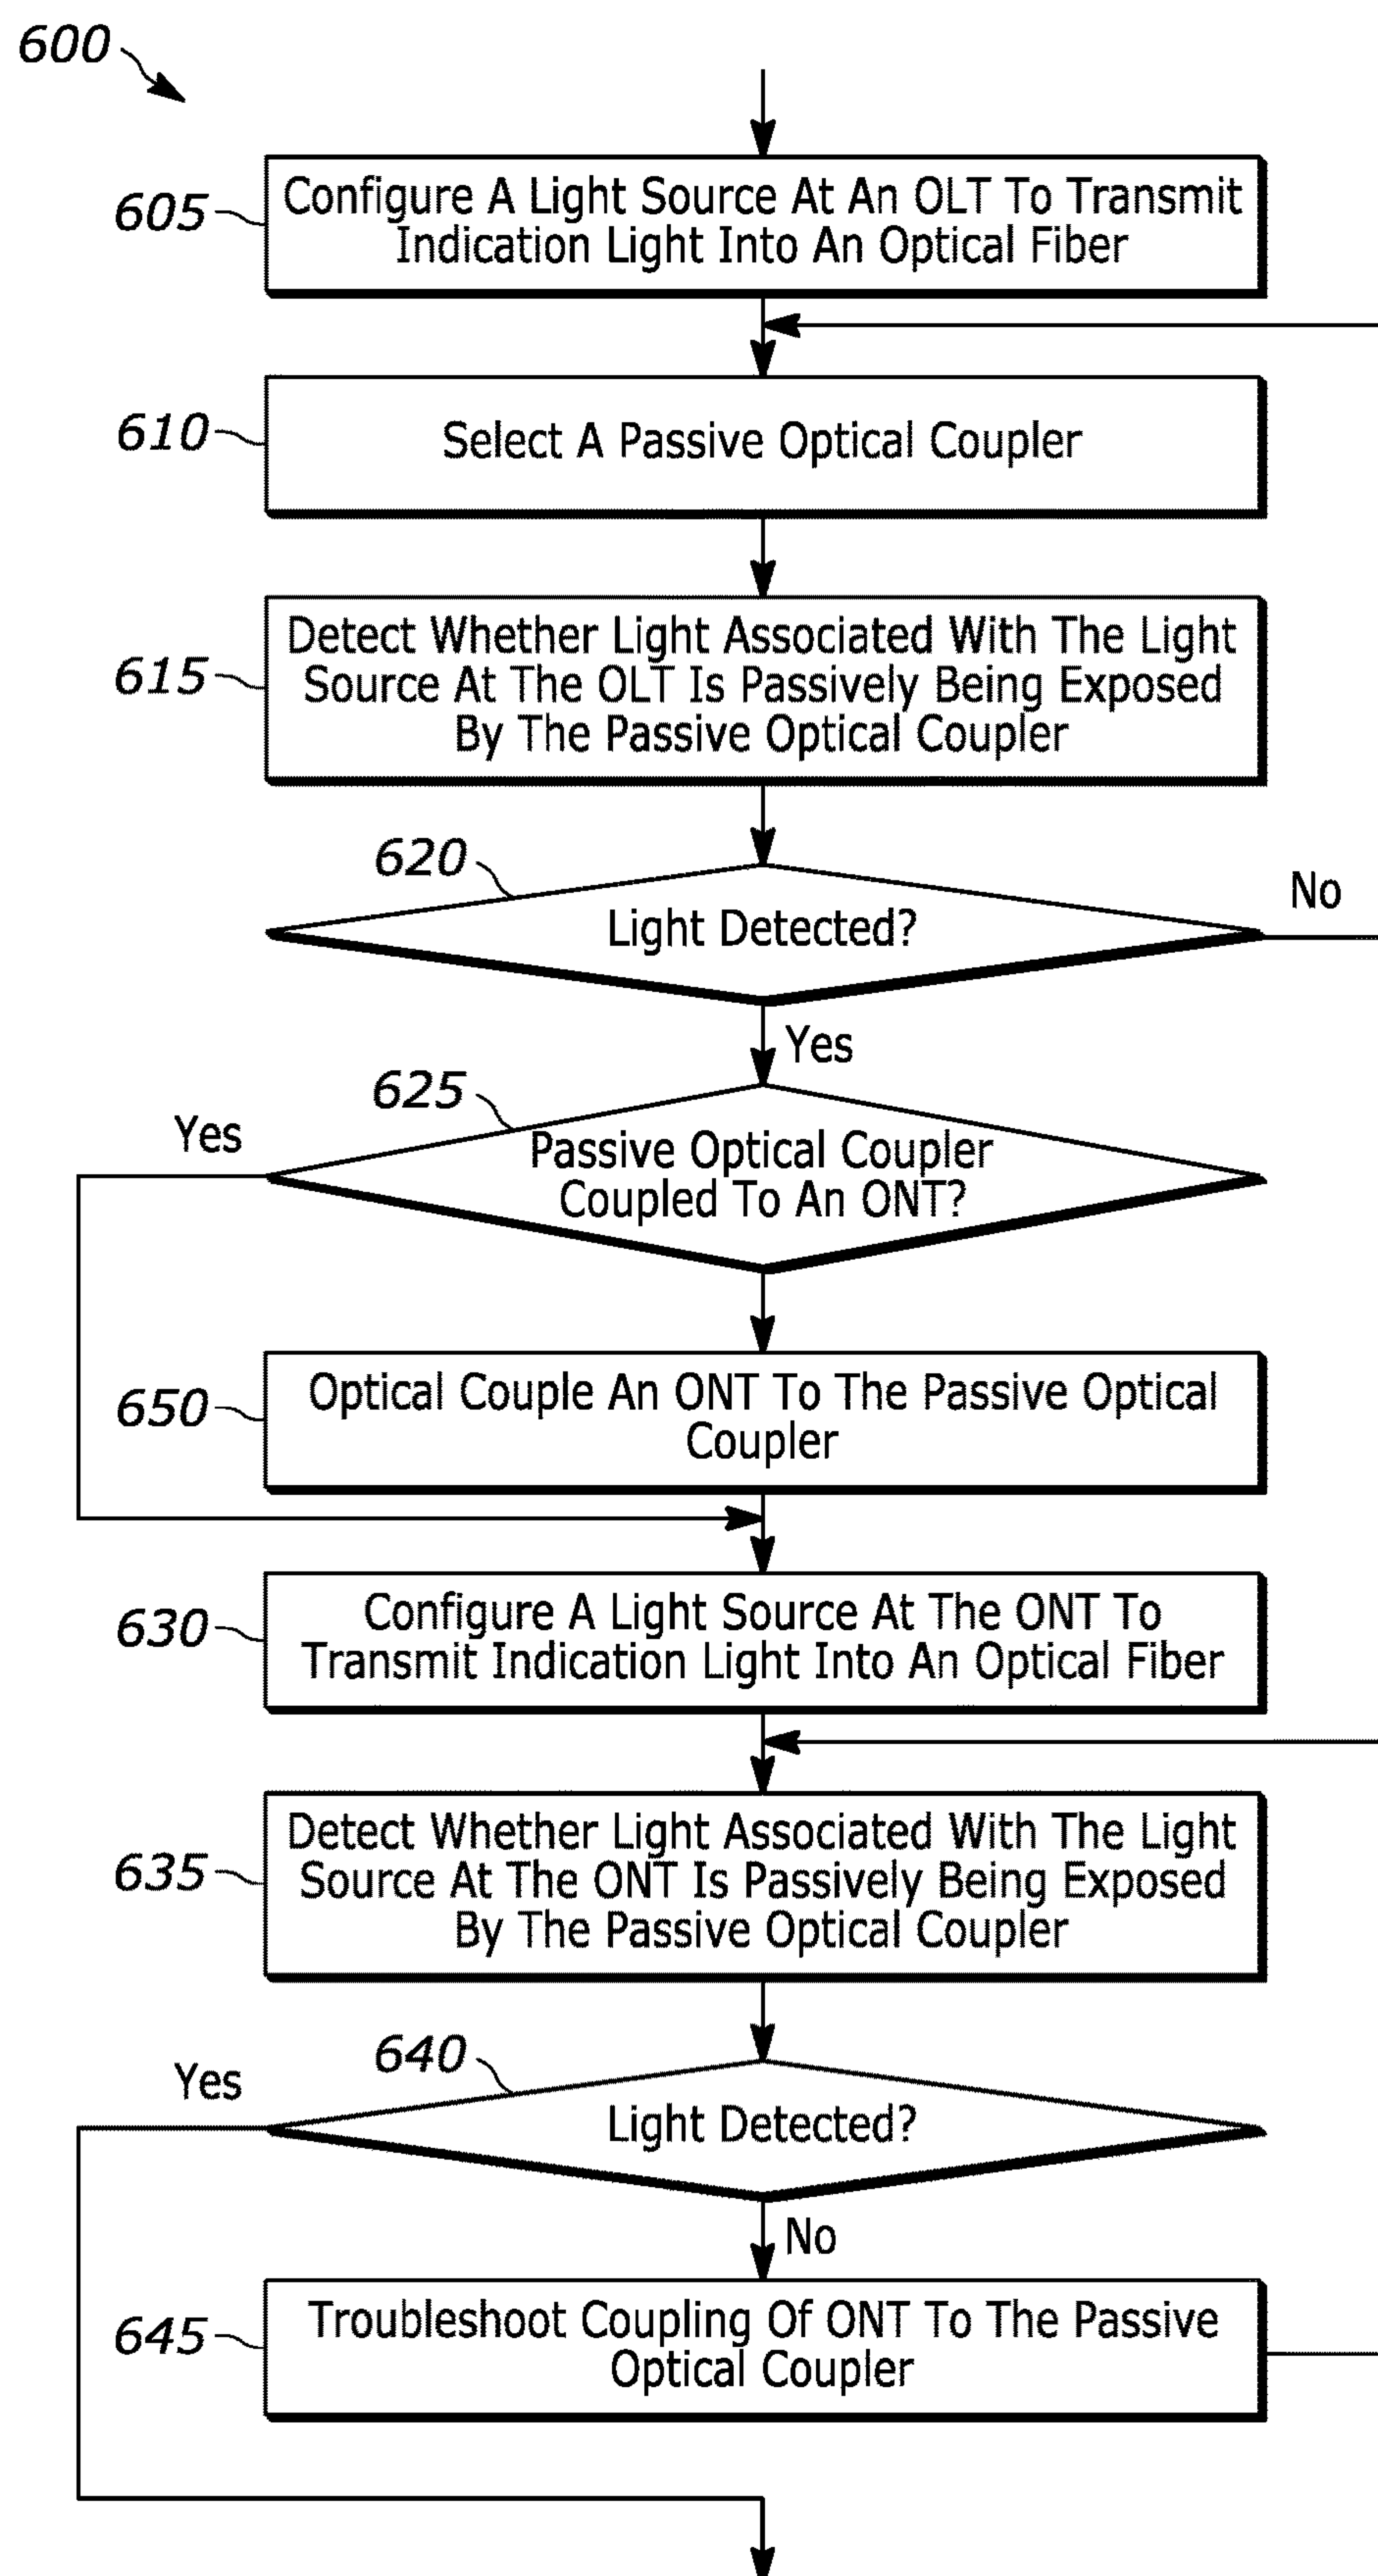 600
605
Configure A Light Source At An OLT To Transmit
Indication Light Into An Optical Fiber
610
Select A Passive Optical Coupler
615
Detect Whether Light Associated With The Light
Source At The OLT Is Passively Being Exposed
By The Passive Optical Coupler
620
Light Detected?
No
Yes
625
Yes
Passive Optical Coupler
Coupled To An ONT?
650
Optical Couple An ONT To The Passive Optical
Coupler
630
Configure A Light Source At The ONT To
Transmit Indication Light Into An Optical Fiber
635
Detect Whether Light Associated With The Light
Source At The ONT Is Passively Being Exposed
By The Passive Optical Coupler
640
Yes
Light Detected?
No
645
Troubleshoot Coupling Of ONT To The Passive
Optical Coupler